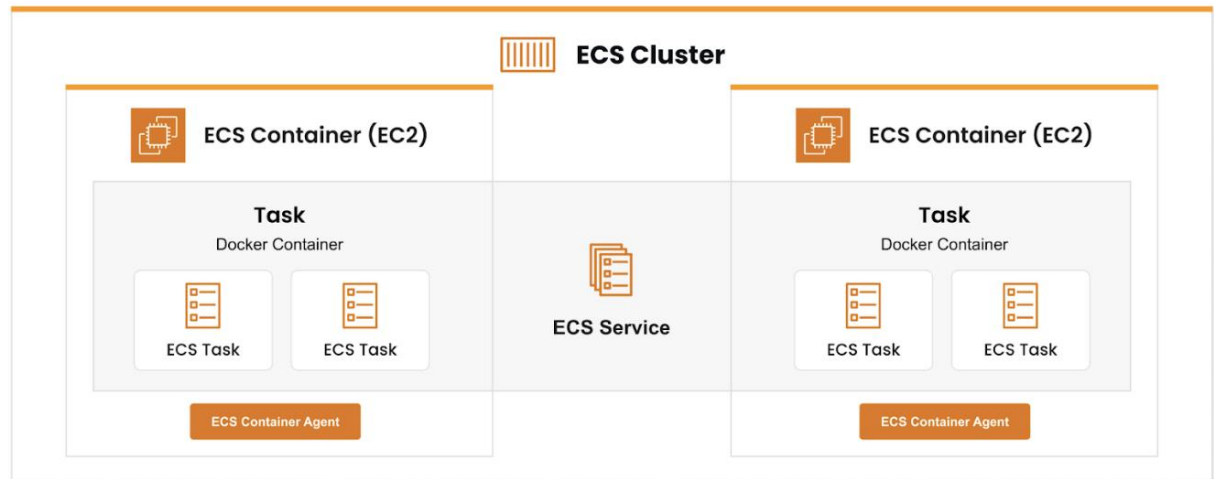 ECS Cluster
ECS Container (EC2)
Task
Docker Container
ECS Task
ECS Task
ECS Container Agent
ECS Service
ECS Container (EC2)
Task
Docker Container
ECS Task
ECS Task
ECS Container Agent